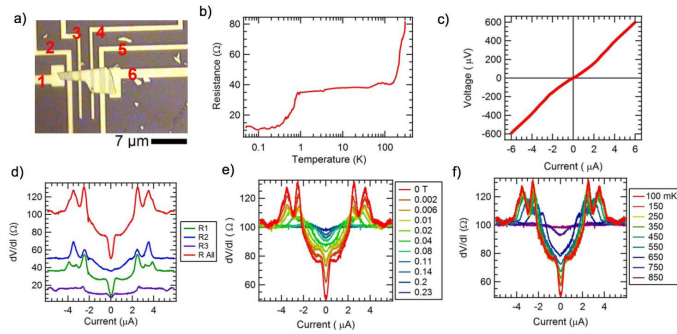 a)
3 4
2 5
1 6
7 µm
b)
Resistance (Ω)
80
60
40
20
0
0.1 1 10 100
Temperature (K)
c)
Voltage ( µV)
600
400
200
0
-200
-400
-600
-6 -4 -2 0 2 4 6
Current ( µA)
d)
dV/dI (Ω)
120
100
80
60
40
20
0
-4 -2 0 2 4
Current (µA)
R1
R2
R3
R All
e)
dV/dI (Ω)
120
100
80
60
-4 -2 0 2 4
Current (µA)
0 T
0.002
0.006
0.01
0.02
0.04
0.08
0.11
0.14
0.2
0.23
f)
dV/dI (Ω)
120
100
80
60
-4 -2 0 2 4
Current (µA)
100 mK
150
250
350
450
550
650
750
850